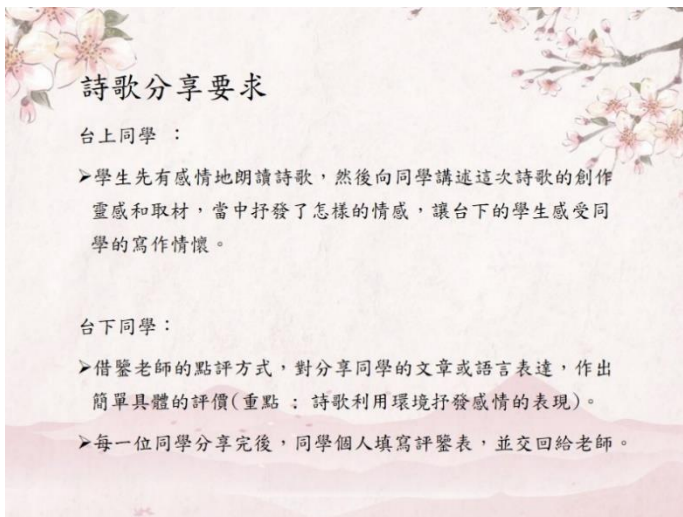 詩歌分享要求
台上同學 ：
➢學生先有感情地朗讀詩歌，然後向同學講述這次詩歌的創作
靈感和取材，當中抒發了怎樣的情感，讓台下的學生感受同
學的寫作情懷。
台下同學：
➢借鑒老師的點評方式，對分享同學的文章或語言表達，作出
簡單具體的評價(重點 : 詩歌利用環境抒發感情的表現)。
➢每一位同學分享完後，同學個人填寫評鑒表，並交回給老師。